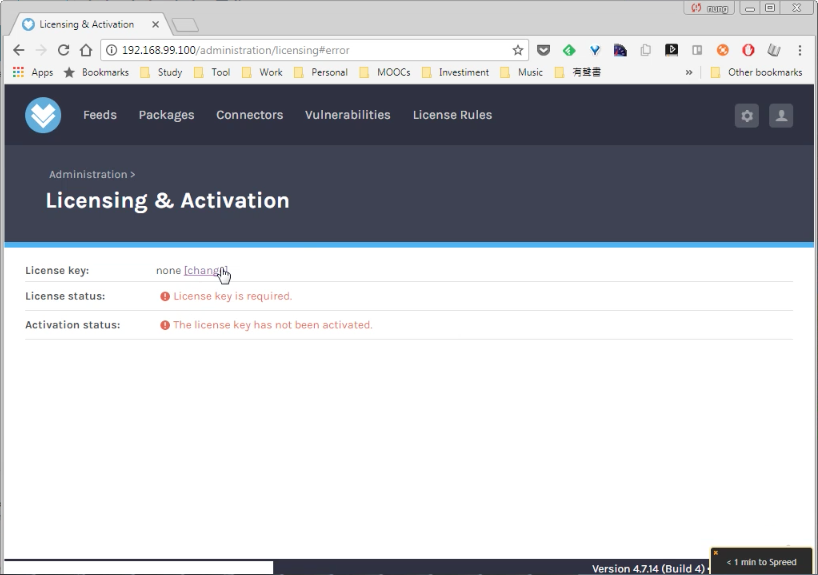 nung
Licensing & Activation
192.168.99.100/administration/licensing#error
Apps Bookmarks Study Tool Work Personal MOOCs Investiment Music 有聲書 » Other bookmarks
Feeds Packages Connectors Vulnerabilities License Rules
Administration >
Licensing & Activation
License key: none [change]
License status: License key is required.
Activation status: The license key has not been activated.
Version 4.7.14 (Build 4)
< 1 min to Spreed